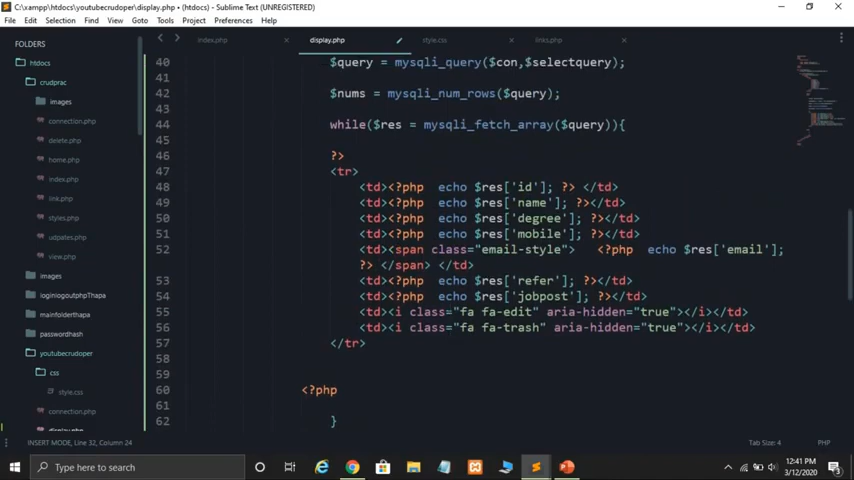 C:\xampp\htdocs\youtubecrudoper\display.php • (htdocs) - Sublime Text (UNREGISTERED)
File Edit Selection Find View Goto Tools Project Preferences Help
FOLDERS
htdocs
crudprac
images
connection.php
delete.php
home.php
index.php
link.php
styles.php
udpates.php
view.php
images
loginiogoutphpThapa
mainfolderthapa
passwordhash
youtubecrudoper
css
style.css
connection.php
display.php
index.php
display.php
style.css
links.php
40 $query = mysqli_query($con,$selectquery);
41
42 $nums = mysqli_num_rows($query);
43
44 while($res = mysqli_fetch_array($query)){
45
46 ?>
47 <tr>
48 <td><?php echo $res['id']; ?> </td>
49 <td><?php echo $res['name']; ?></td>
50 <td><?php echo $res['degree']; ?></td>
51 <td><?php echo $res['mobile']; ?></td>
52 <td><span class="email-style"> <?php echo $res['email'];
?> </span> </td>
53 <td><?php echo $res['refer']; ?></td>
54 <td><?php echo $res['jobpost']; ?></td>
55 <td><i class="fa fa-edit" aria-hidden="true"></i></td>
56 <td><i class="fa fa-trash" aria-hidden="true"></i></td>
57 </tr>
58
59
60 <?php
61
62 }
INSERT MODE, Line 32, Column 24
Tab Size: 4
PHP
Type here to search
12:41 PM
3/12/2020